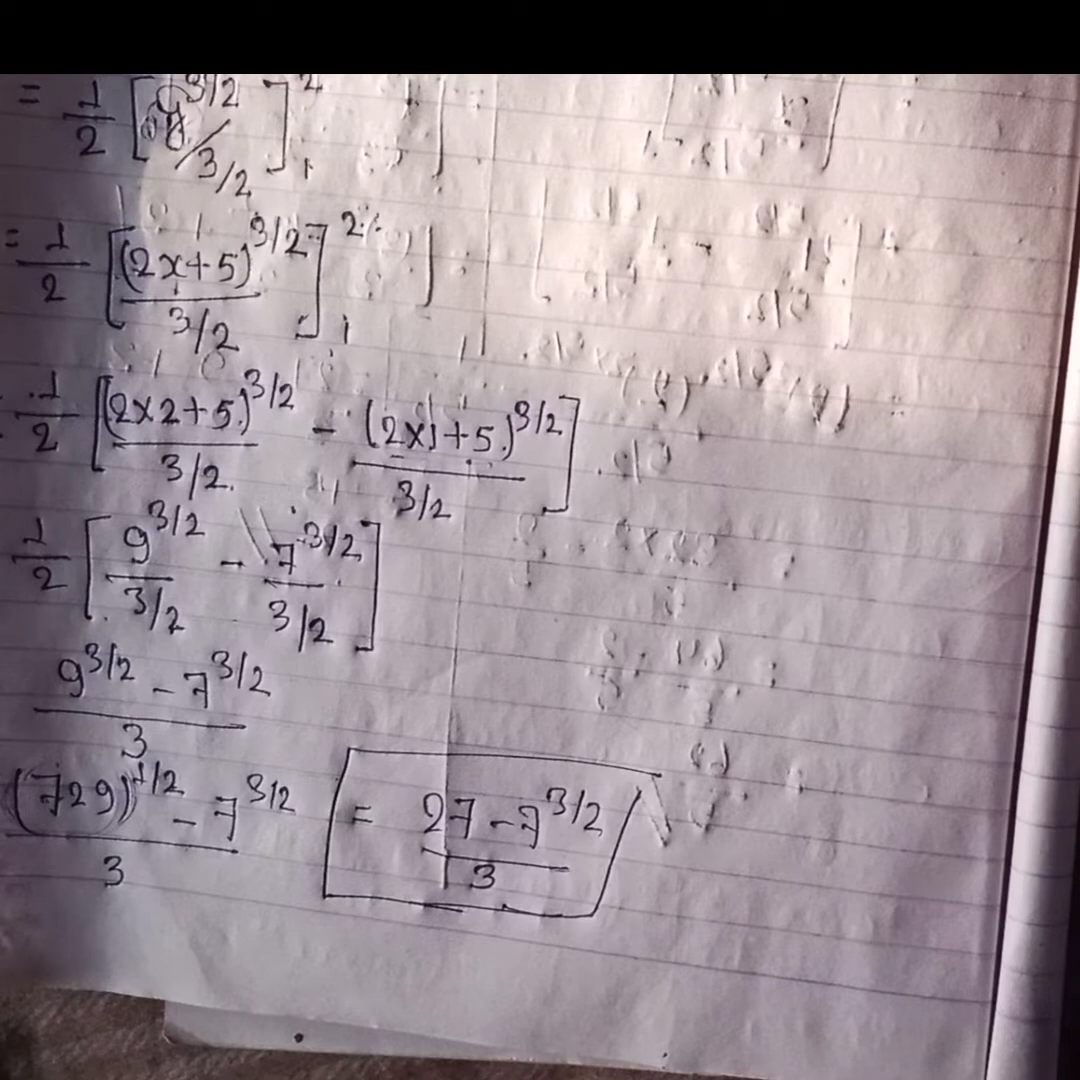 = 1/2 [y^3/2 / 3/2]₁²
= 1/2 [(2x+5)^3/2 / 3/2]₁²
1/2 [(2×2+5)^3/2 / 3/2 - (2×1+5)^3/2 / 3/2]
1/2 [9^3/2 / 3/2 - 7^3/2 / 3/2]
9^3/2 - 7^3/2 / 3
(729)^1/2 - 7^3/2 / 3 = 27 - 7^3/2 / 3